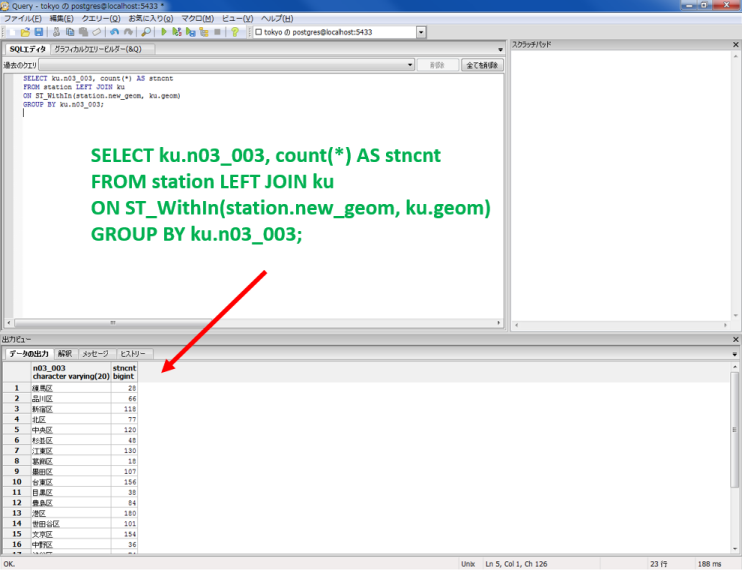 Query - tokyo の postgres@localhost:5433 *
ファイル(F) 編集(E) クエリー(Q) お気に入り(o) マクロ(M) ビュー(V) ヘルプ(H)
tokyo の postgres@localhost:5433
SQLエディタ グラフィカルクエリービルダー(&Q)
スクラッチパッド
過去のクエリ 削除 全てを削除
SELECT ku.n03_003, count(*) AS stncnt
FROM station LEFT JOIN ku
ON ST_WithIn(station.new_geom, ku.geom)
GROUP BY ku.n03_003;
SELECT ku.n03_003, count(*) AS stncnt
FROM station LEFT JOIN ku
ON ST_WithIn(station.new_geom, ku.geom)
GROUP BY ku.n03_003;
出力ビュー
データの出力 解釈 メッセージ ヒストリー
n03_003 stncnt
character varying(20) bigint
1 練馬区 28
2 品川区 66
3 新宿区 118
4 北区 77
5 中央区 120
6 杉並区 48
7 江東区 130
8 葛飾区 18
9 墨田区 107
10 台東区 156
11 目黒区 38
12 豊島区 84
13 港区 180
14 世田谷区 101
15 文京区 154
16 中野区 36
OK. Unix Ln 5, Col 1, Ch 126 23 行 188 ms